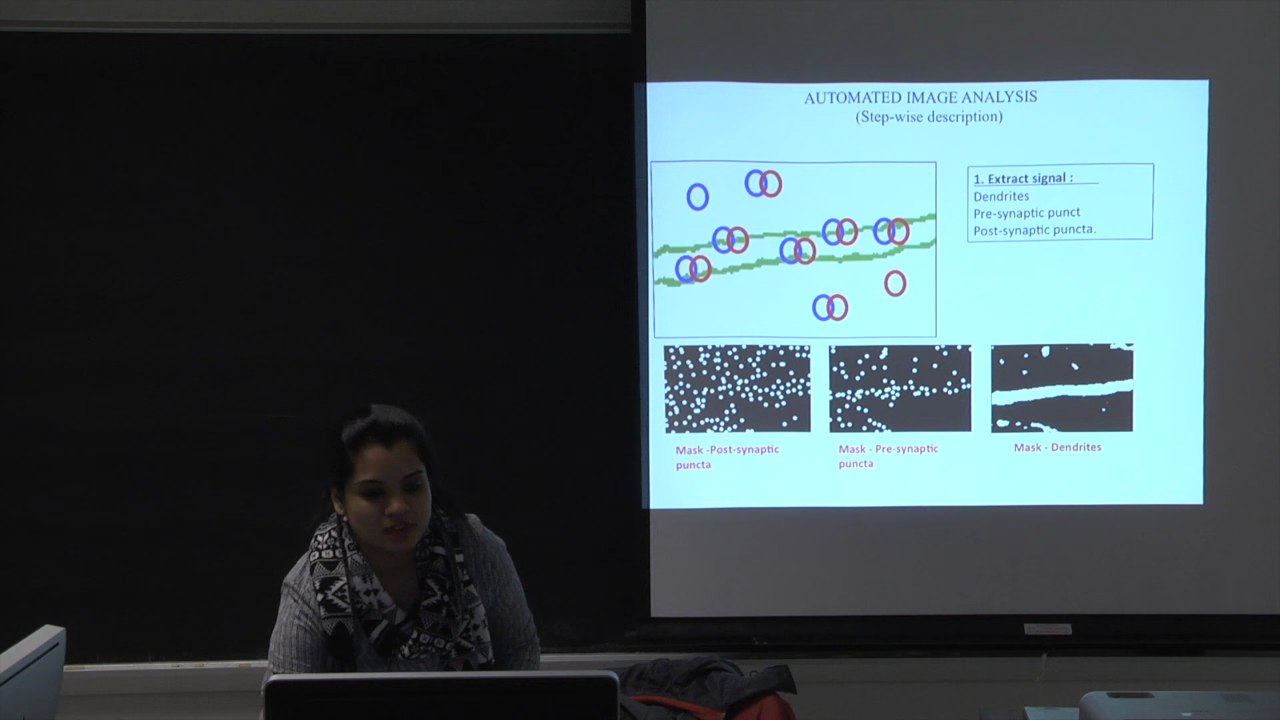 AUTOMATED IMAGE ANALYSIS
(Step-wise description)
1. Extract signal :
Dendrites
Pre-synaptic punct
Post-synaptic puncta.
Mask -Post-synaptic
puncta
Mask - Pre-synaptic
puncta
Mask - Dendrites